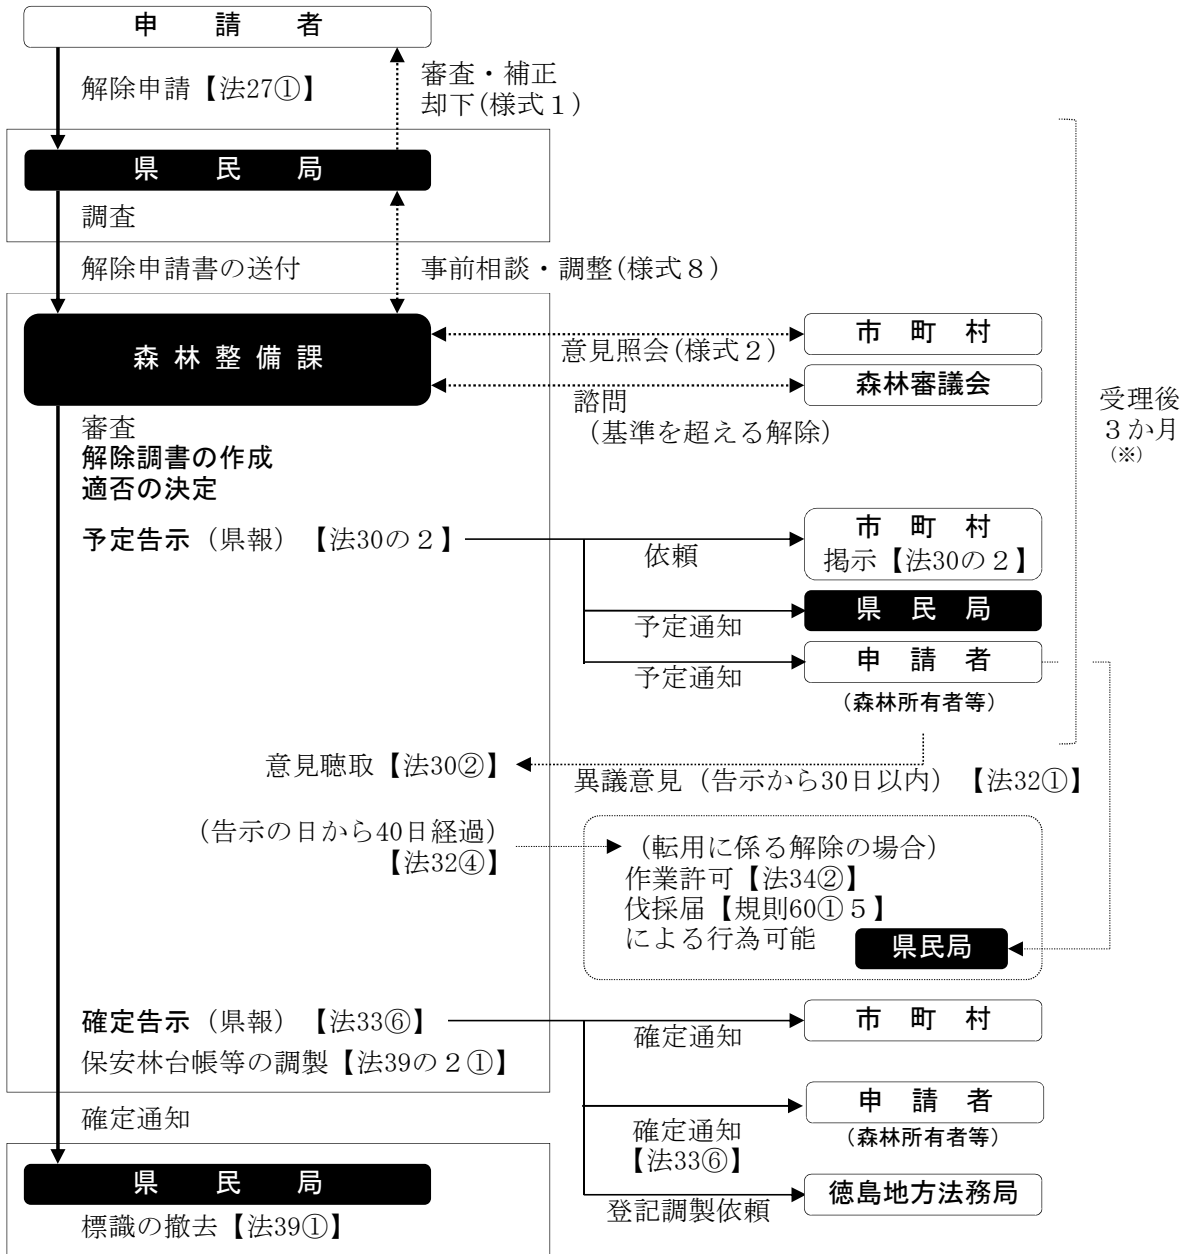 申請者
解除申請【法27①】
審査・補正
却下(様式１)
県民局
調査
解除申請書の送付
事前相談・調整(様式８)
森林整備課
市町村
意見照会(様式２)
森林審議会
諮問
（基準を超える解除）
受理後
３か月
(※)
審査
解除調書の作成
適否の決定
予定告示（県報）【法30の２】
依頼
市町村
掲示【法30の２】
予定通知
県民局
予定通知
申請者
（森林所有者等）
意見聴取【法30②】
異議意見（告示から30日以内）【法32①】
（告示の日から40日経過）
【法32④】
（転用に係る解除の場合）
作業許可【法34②】
伐採届【規則60①５】
による行為可能
県民局
確定告示（県報）【法33⑥】
確定通知
市町村
保安林台帳等の調製【法39の２①】
確定通知
申請者
（森林所有者等）
確定通知
【法33⑥】
県民局
登記調製依頼
徳島地方法務局
標識の撤去【法39①】